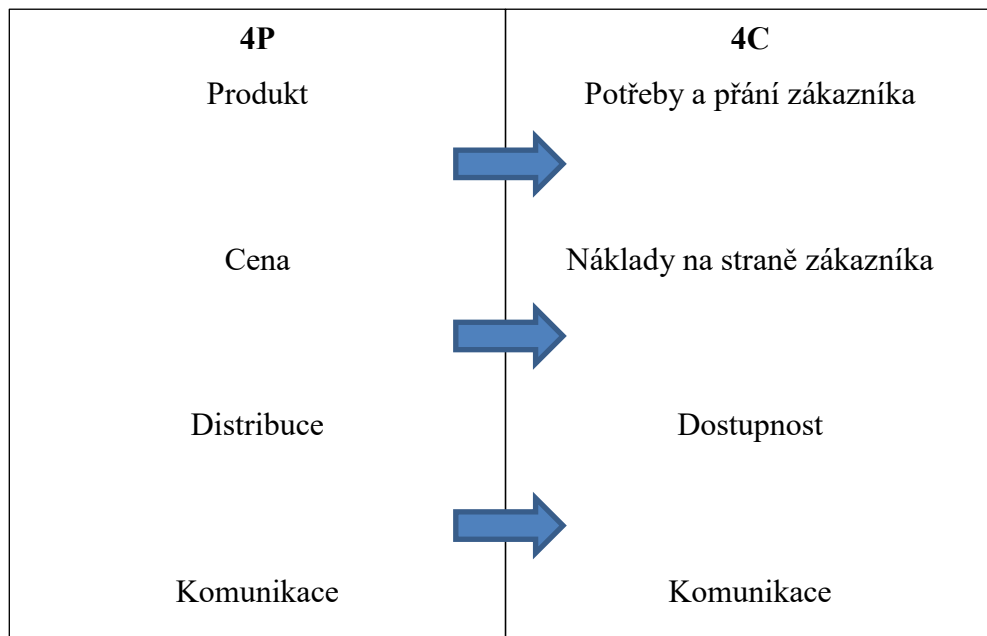 4P 4C
Produkt Potřeby a přání zákazníka
Cena Náklady na straně zákazníka
Distribuce Dostupnost
Komunikace Komunikace